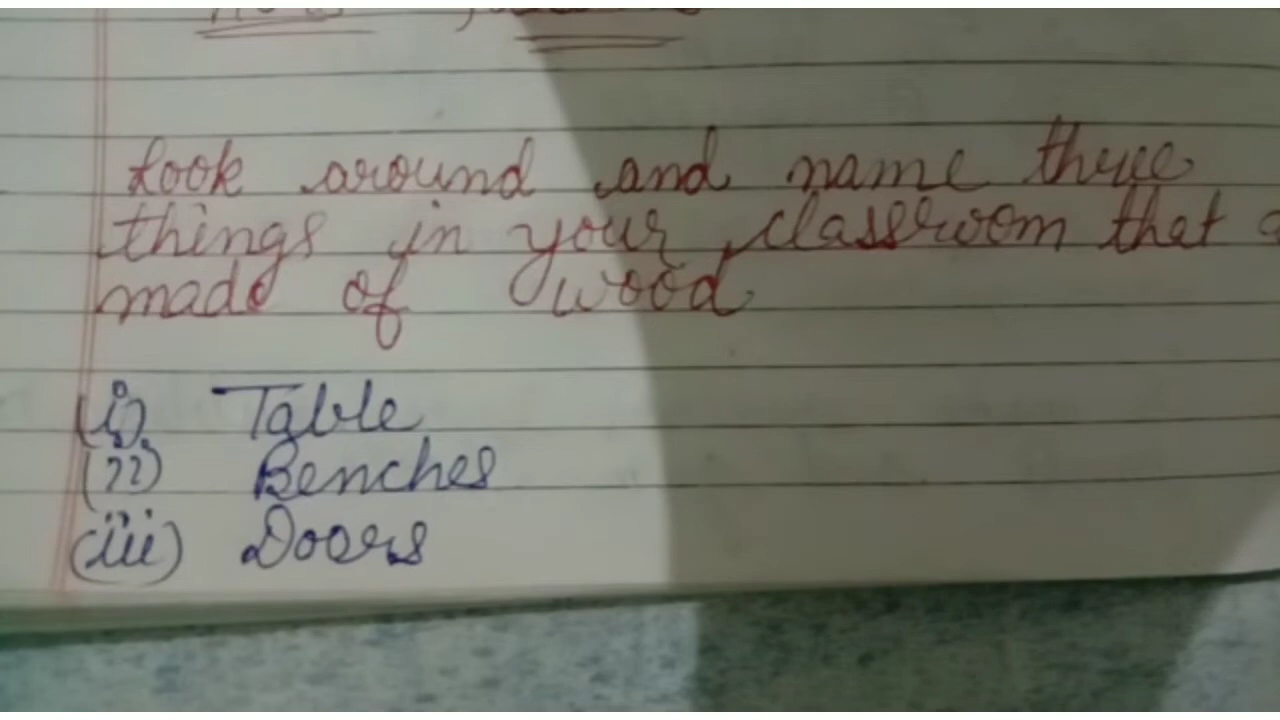 Look around and name three
things in your classroom that
made of wood
(i) Table
(ii) Benches
(iii) Doors